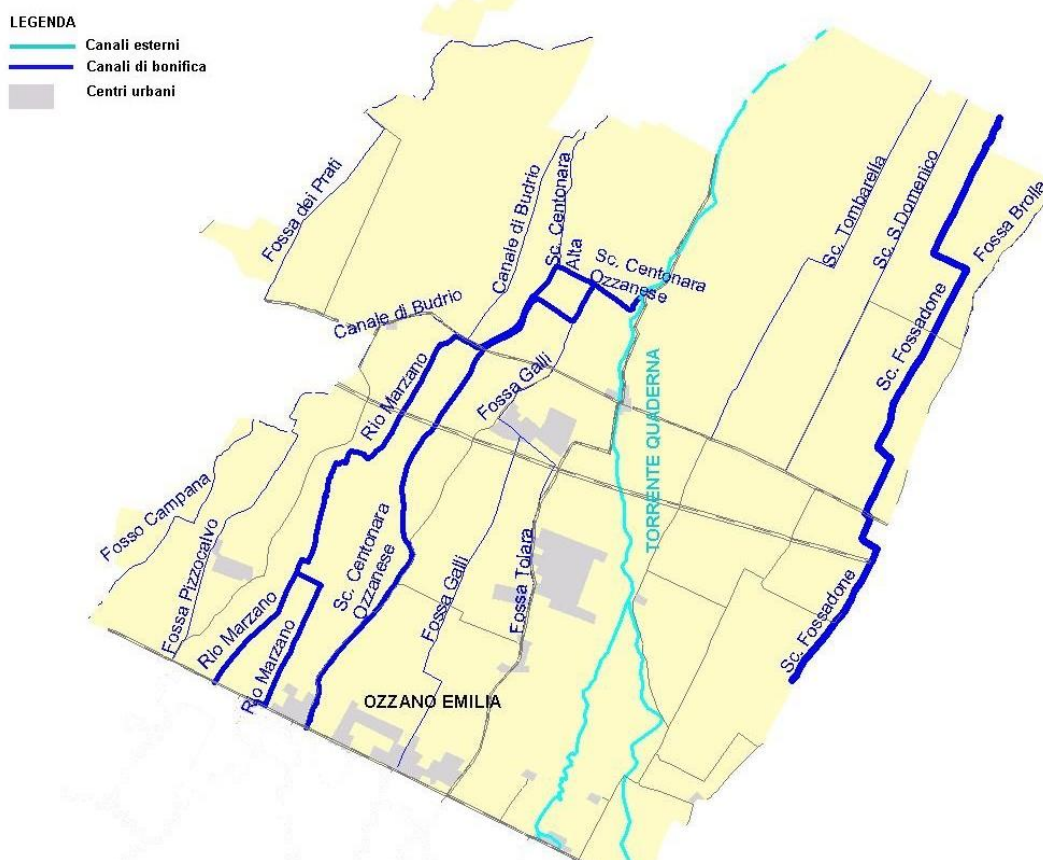 LEGENDA
Canali esterni
Canali di bonifica
Centri urbani
Fossa dei Prati
Canale di Budrio
Sc. Centonara
Alta
Sc. Centonara
Ozzanese
Sc. Tombarella
Sc. S.Domenico
Fossa Brolla
Canale di Budrio
Rio Marzano
Fossa Galli
TORRENTE QUADERNA
Sc. Fossadone
Fosso Campana
Fossa Pizzocalvo
Rio Marzano
Rio Marzano
Sc. Centonara
Ozzanese
Fossa Galli
Fossa Tolara
Sc. Fossadone
OZZANO EMILIA